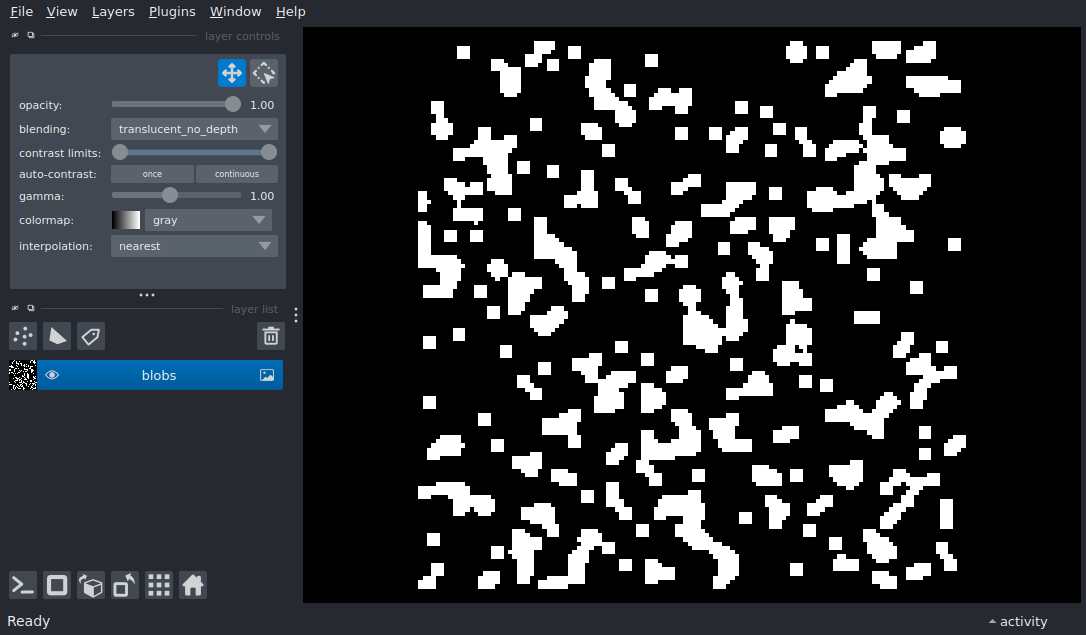 File View Layers Plugins Window Help
layer controls
opacity: 1.00
blending: translucent_no_depth
contrast limits:
auto-contrast: once continuous
gamma: 1.00
colormap: gray
interpolation: nearest
layer list
blobs
Ready activity